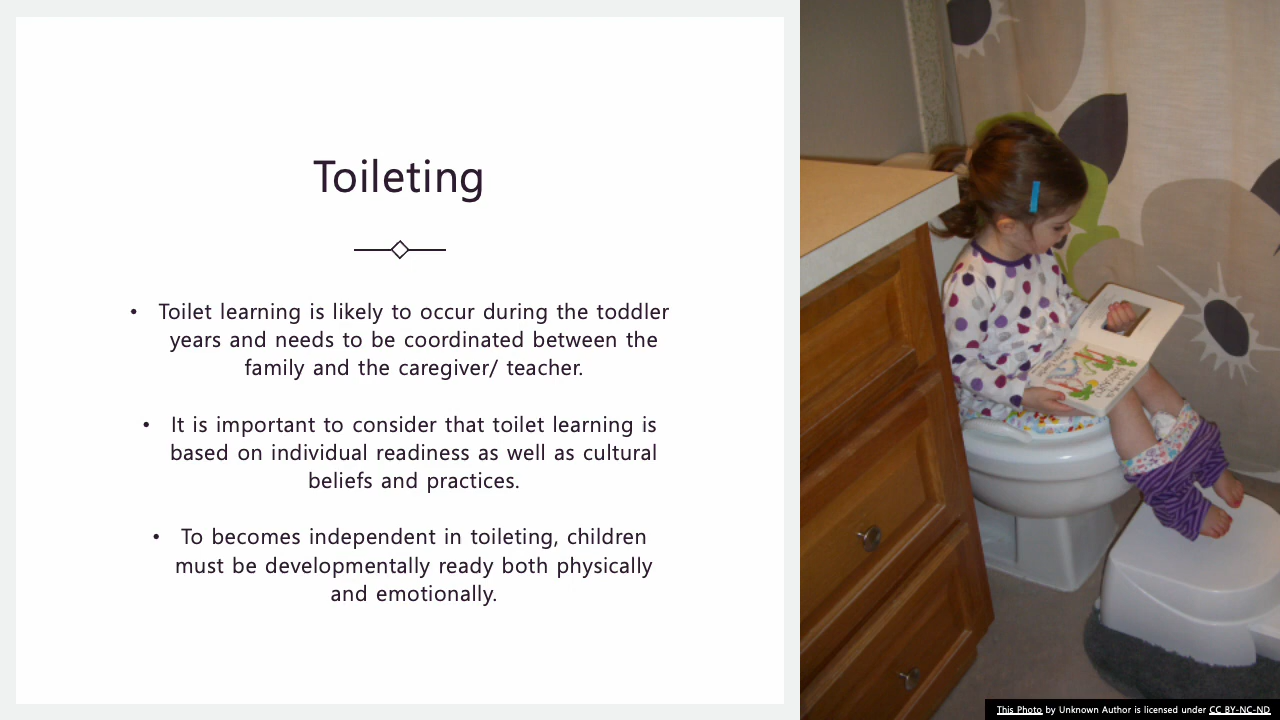 Toileting
• Toilet learning is likely to occur during the toddler
years and needs to be coordinated between the
family and the caregiver/ teacher.
• It is important to consider that toilet learning is
based on individual readiness as well as cultural
beliefs and practices.
• To becomes independent in toileting, children
must be developmentally ready both physically
and emotionally.
This Photo by Unknown Author is licensed under CC BY-NC-ND